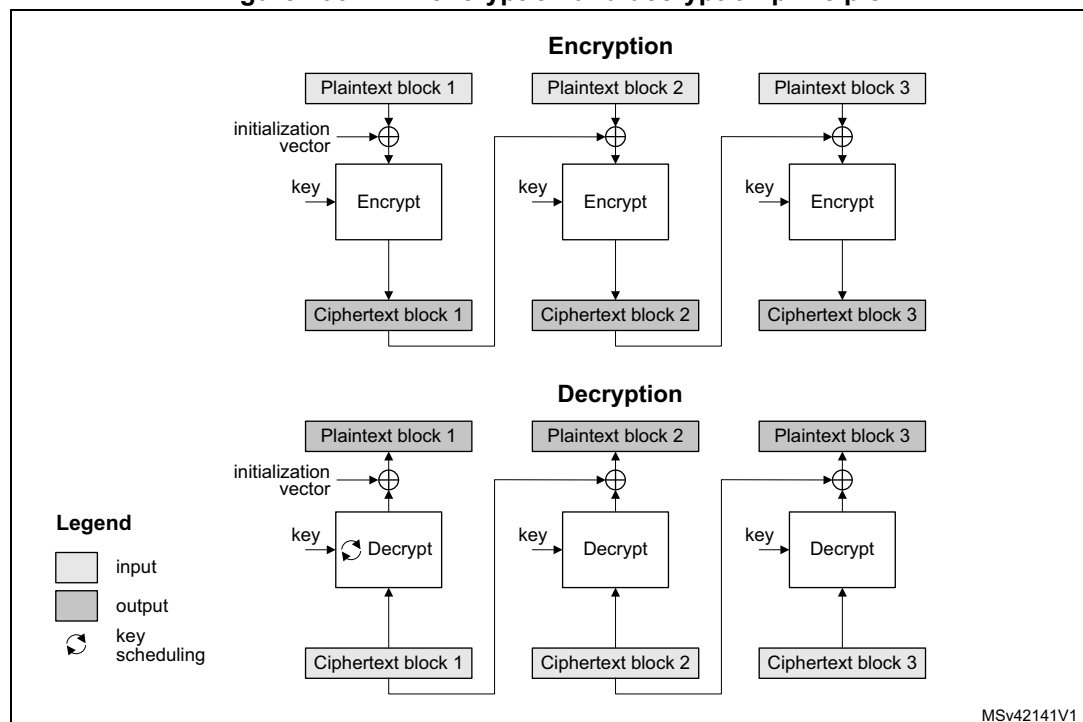 Encryption
Plaintext block 1
Plaintext block 2
Plaintext block 3
initialization
vector
key
Encrypt
key
Encrypt
key
Encrypt
Ciphertext block 1
Ciphertext block 2
Ciphertext block 3
Decryption
Plaintext block 1
Plaintext block 2
Plaintext block 3
initialization
vector
key
Decrypt
key
Decrypt
key
Decrypt
Legend
input
output
key
scheduling
Ciphertext block 1
Ciphertext block 2
Ciphertext block 3
MSv42141V1